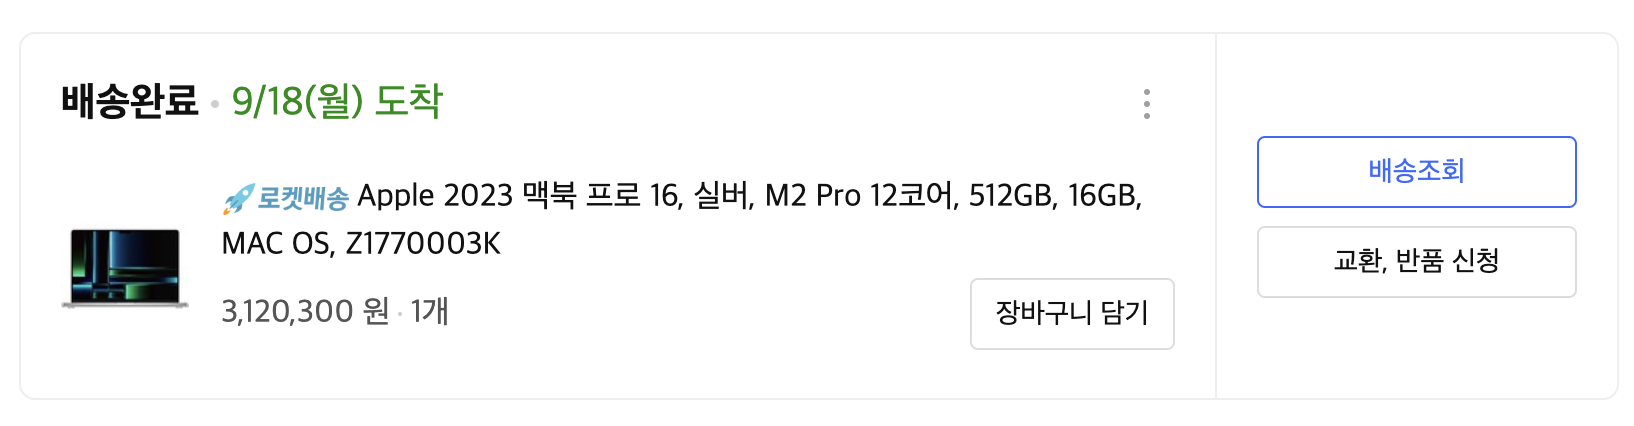 배송완료 • 9/18(월) 도착
로켓배송 Apple 2023 맥북 프로 16, 실버, M2 Pro 12코어, 512GB, 16GB,
MAC OS, Z1770003K
3,120,300 원 · 1개
장바구니 담기
배송조회
교환, 반품 신청